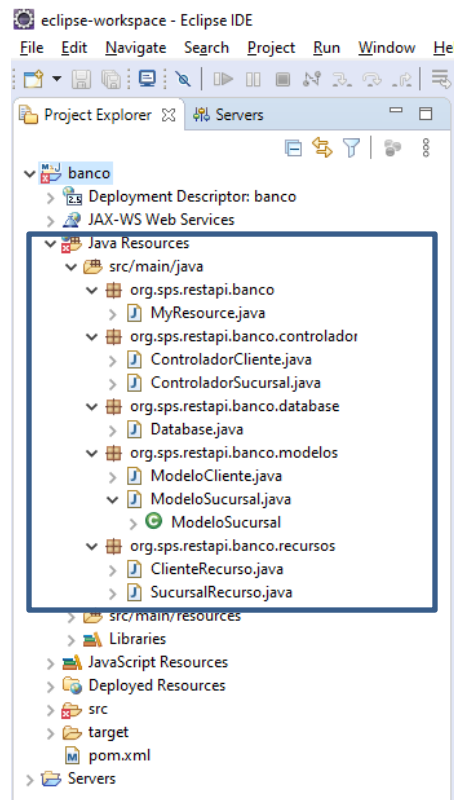 eclipse-workspace - Eclipse IDE
File Edit Navigate Search Project Run Window He
Project Explorer Servers
banco
Deployment Descriptor: banco
JAX-WS Web Services
Java Resources
src/main/java
org.sps.restapi.banco
MyResource.java
org.sps.restapi.banco.controlador
ControladorCliente.java
ControladorSucursal.java
org.sps.restapi.banco.database
Database.java
org.sps.restapi.banco.modelos
ModeloCliente.java
ModeloSucursal.java
ModeloSucursal
org.sps.restapi.banco.recursos
ClienteRecurso.java
SucursalRecurso.java
src/main/resources
Libraries
JavaScript Resources
Deployed Resources
src
target
pom.xml
Servers